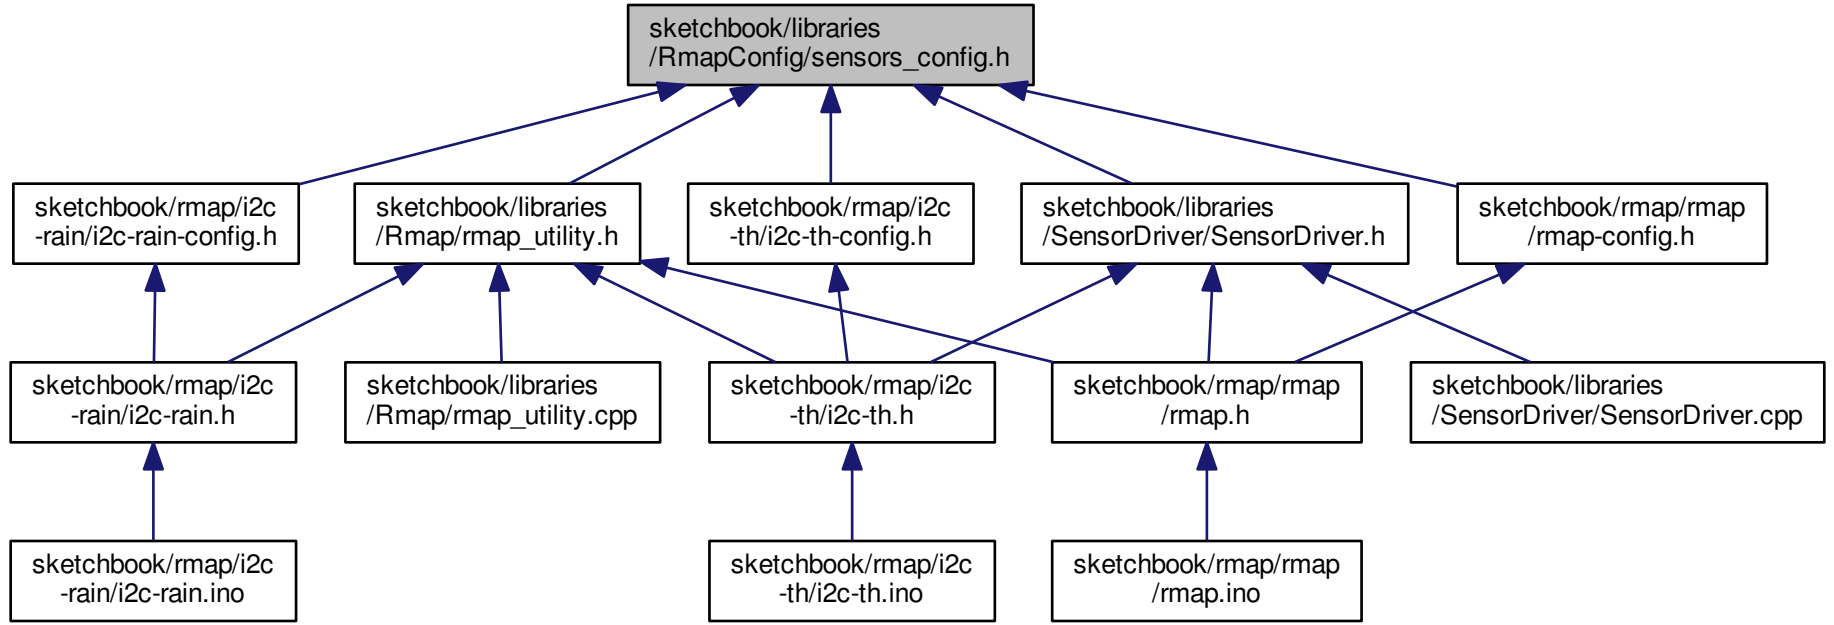 sketchbook/libraries
/RmapConfig/sensors_config.h
sketchbook/rmap/i2c
-rain/i2c-rain-config.h
sketchbook/libraries
/Rmap/rmap_utility.h
sketchbook/rmap/i2c
-th/i2c-th-config.h
sketchbook/libraries
/SensorDriver/SensorDriver.h
sketchbook/rmap/rmap
/rmap-config.h
sketchbook/rmap/i2c
-rain/i2c-rain.h
sketchbook/libraries
/Rmap/rmap_utility.cpp
sketchbook/rmap/i2c
-th/i2c-th.h
sketchbook/rmap/rmap
/rmap.h
sketchbook/libraries
/SensorDriver/SensorDriver.cpp
sketchbook/rmap/i2c
-rain/i2c-rain.ino
sketchbook/rmap/i2c
-th/i2c-th.ino
sketchbook/rmap/rmap
/rmap.ino